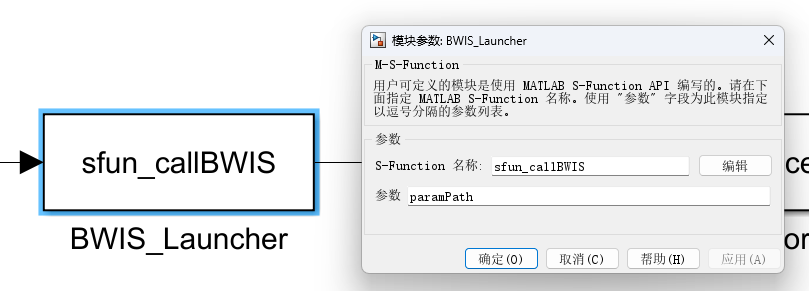 模块参数: BWIS_Launcher
M-S-Function
用户可定义的模块是使用 MATLAB S-Function API 编写的。请在下
面指定 MATLAB S-Function 名称。使用 "参数" 字段为此模块指定
以逗号分隔的参数列表。
参数
S-Function 名称: sfun_callBWIS 编辑
参数 paramPath
确定(O) 取消(C) 帮助(H) 应用(A)
sfun_callBWIS
BWIS_Launcher
ce
or